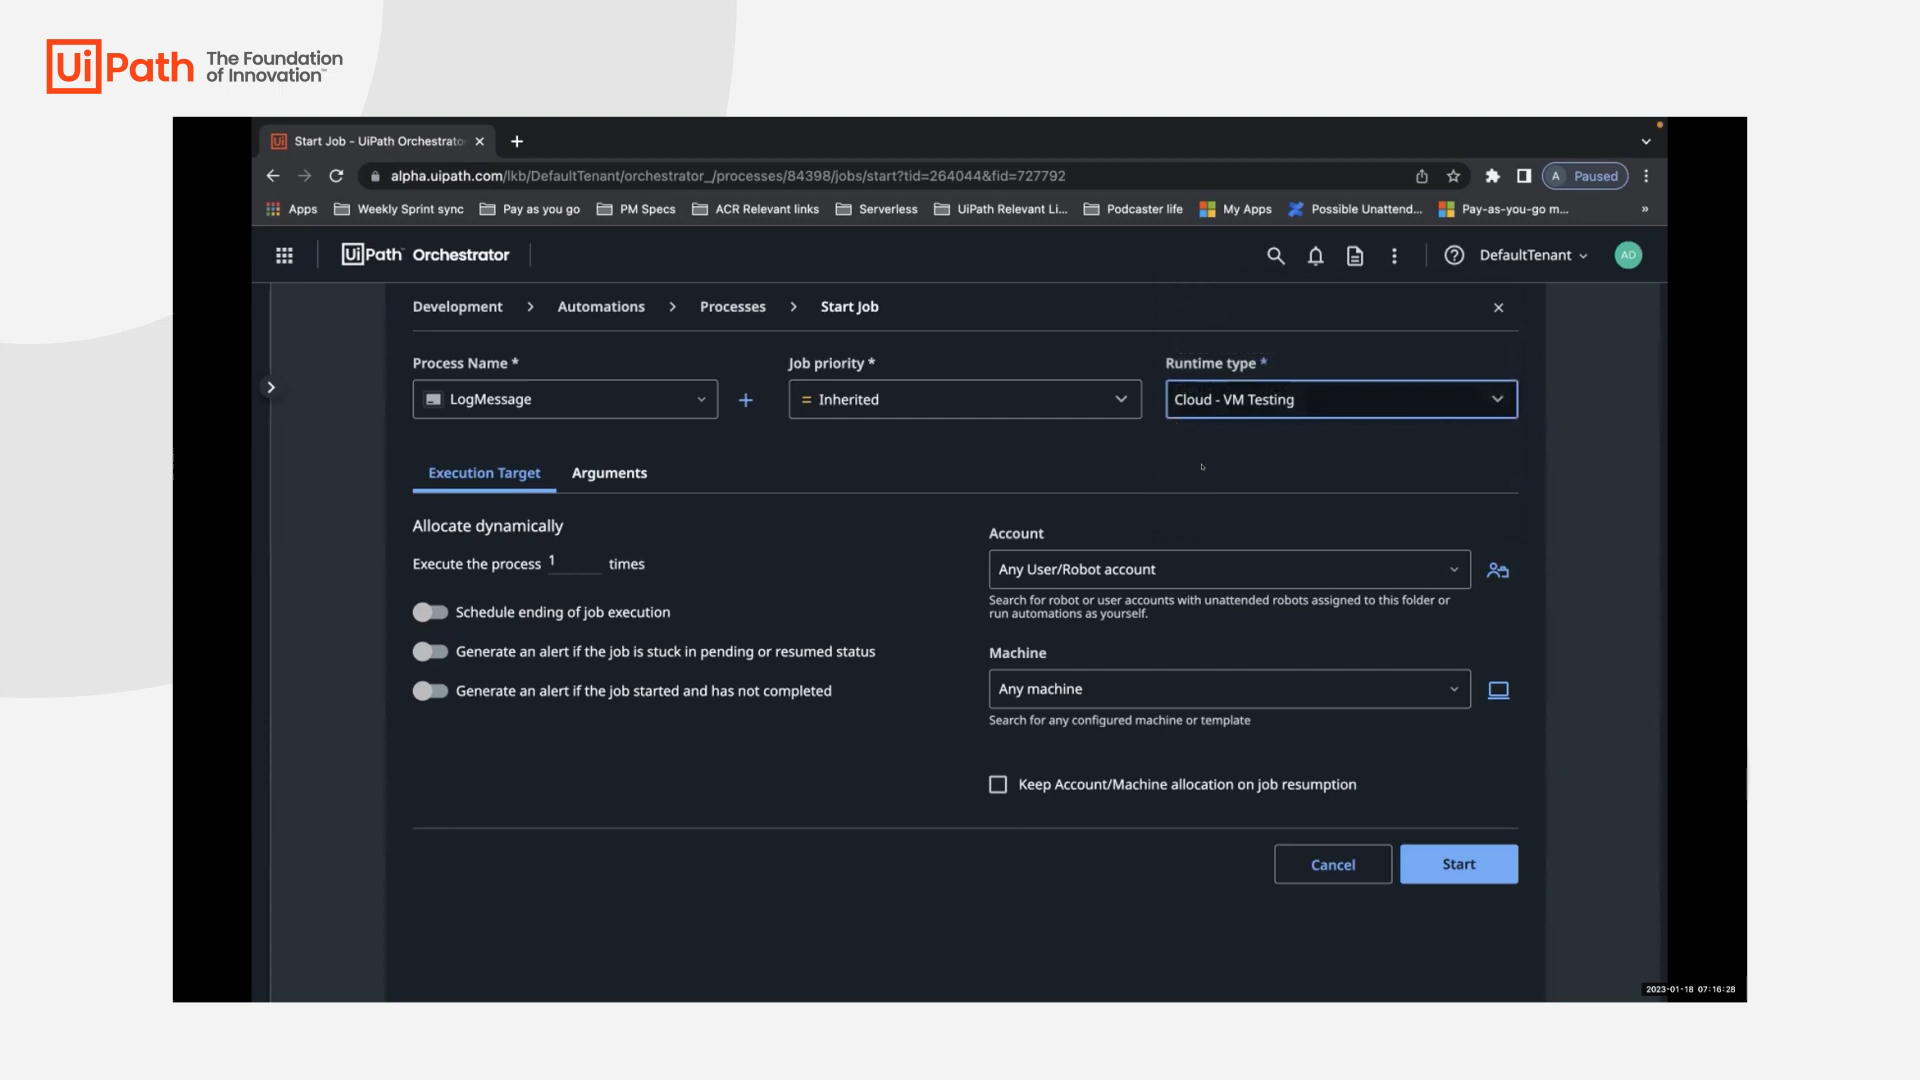 UiPath The Foundation
of Innovation™
Ui Start Job - UiPath Orchestrato
alpha.uipath.com/lkb/DefaultTenant/orchestrator_/processes/84398/jobs/start?tid=264044&fid=727792
A Paused
Apps Weekly Sprint sync Pay as you go PM Specs ACR Relevant links Serverless UiPath Relevant Li... Podcaster life My Apps Possible Unattend... Pay-as-you-go m... »
UiPath™ Orchestrator DefaultTenant AD
Development > Automations > Processes > Start Job
Process Name * Job priority * Runtime type *
LogMessage + = Inherited Cloud - VM Testing
Execution Target Arguments
Allocate dynamically
Execute the process 1 times
Schedule ending of job execution
Generate an alert if the job is stuck in pending or resumed status
Generate an alert if the job started and has not completed
Account
Any User/Robot account
Search for robot or user accounts with unattended robots assigned to this folder or
run automations as yourself.
Machine
Any machine
Search for any configured machine or template
Keep Account/Machine allocation on job resumption
Cancel Start
2023-01-18 07:16:28